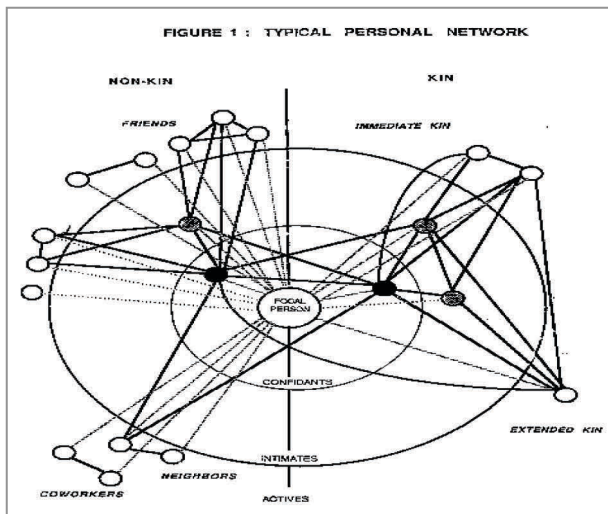 FIGURE 1 : TYPICAL PERSONAL NETWORK
NON-KIN
KIN
FRIENDS
IMMEDIATE KIN
FOCAL
PERSON
CONFIDANTS
EXTENDED KIN
INTIMATES
NEIGHBORS
COWORKERS
ACTIVES